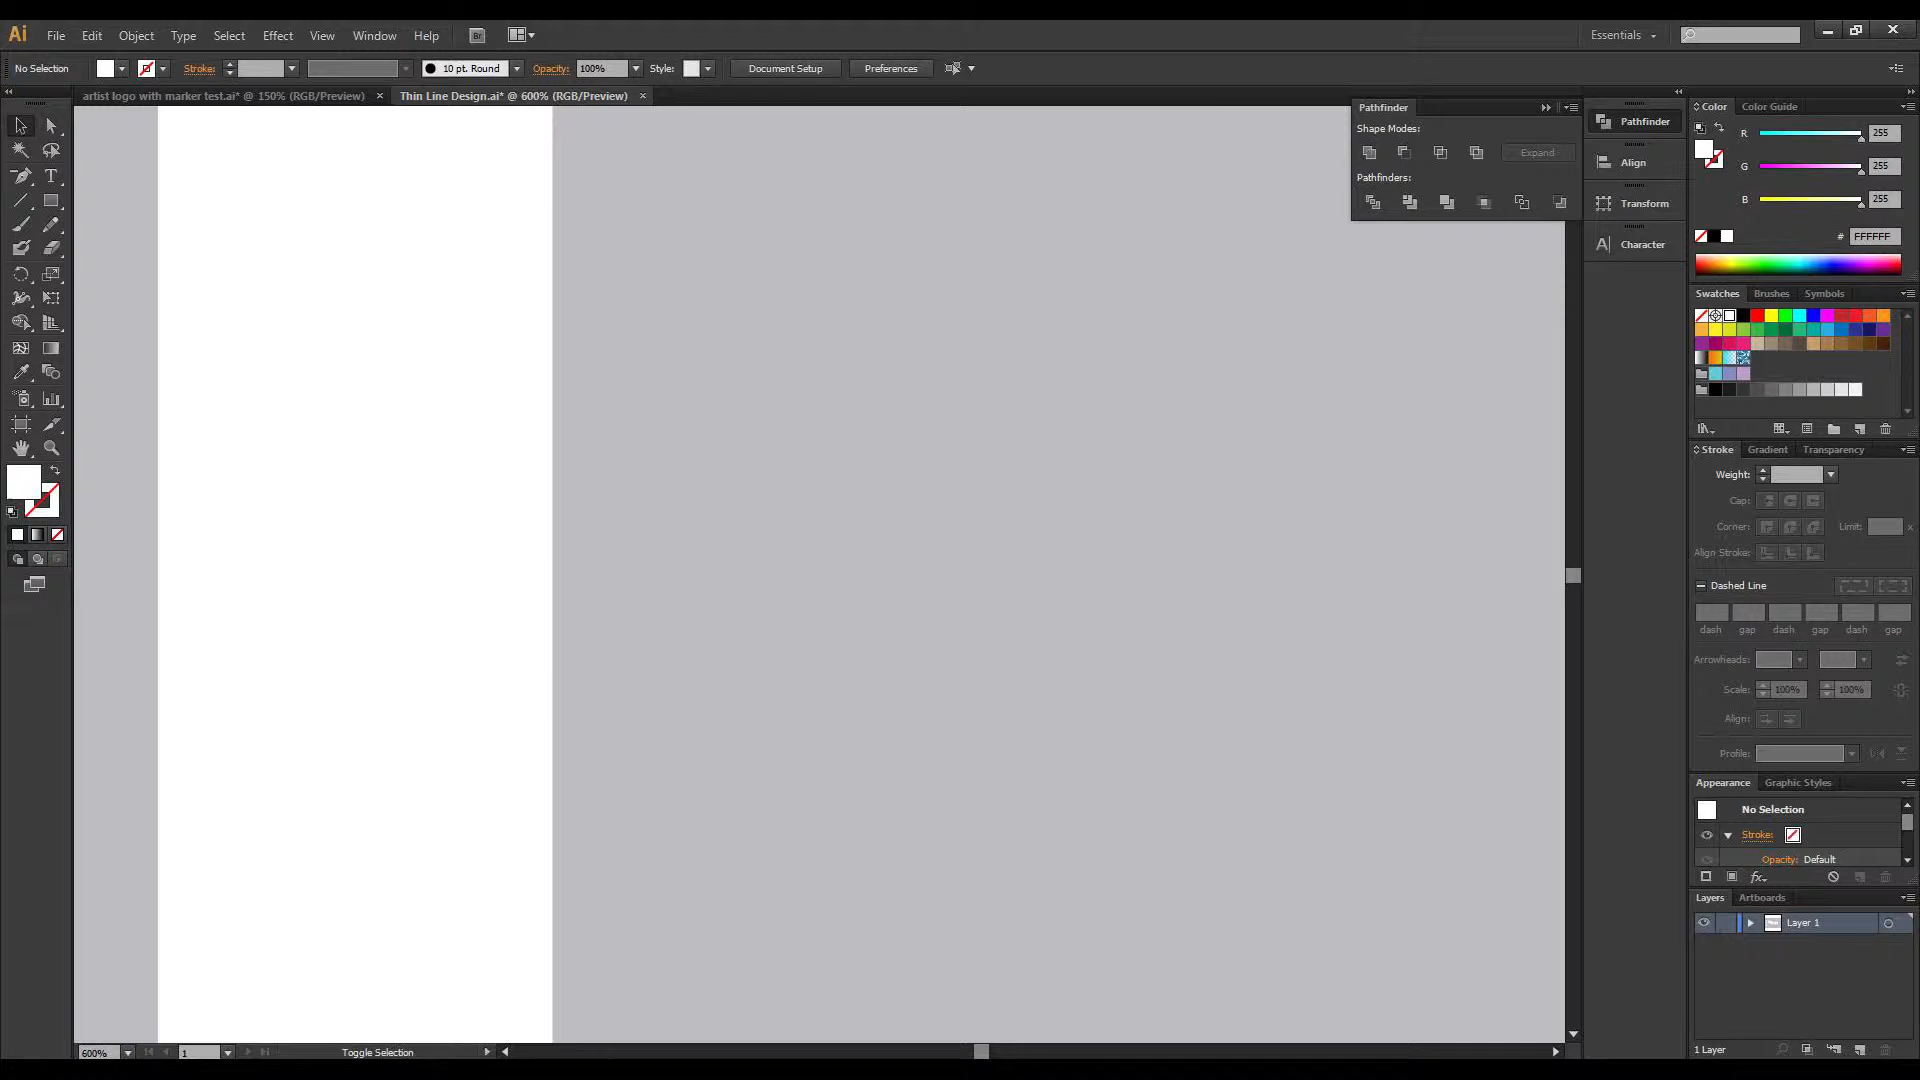 Ai File Edit Object Type Select Effect View Window Help Br Essentials
No Selection Stroke: 10 pt. Round Opacity: 100% Style: Document Setup Preferences
artist logo with marker test.ai* @ 150% (RGB/Preview) × Thin Line Design.ai* @ 600% (RGB/Preview) ×
Pathfinder
Shape Modes:
Expand
Pathfinders:
Pathfinder
Align
Transform
A Character
Color Color Guide
R 255
G 255
B 255
# FFFFFF
Swatches Brushes Symbols
Stroke Gradient Transparency
Weight:
Cap:
Corner: Limit: x
Align Stroke:
Dashed Line
dash gap dash gap dash gap
Arrowheads:
Scale: 100% 100%
Align:
Profile:
Appearance Graphic Styles
No Selection
Stroke:
Opacity: Default
fx
Layers Artboards
Layer 1
1 Layer
T
600% 1 Toggle Selection